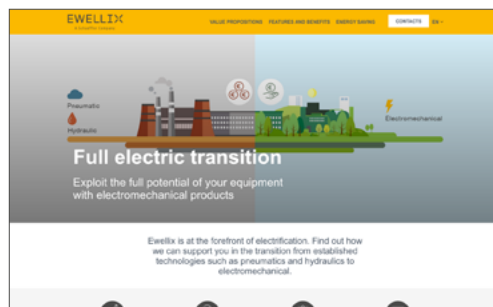 EWELLIX
A Schaeffler Company
VALUE PROPOSITIONS FEATURES AND BENEFITS ENERGY SAVING CONTACTS EN
Pneumatic
Hydraulic
Electromechanical
Full electric transition
Exploit the full potential of your equipment
with electromechanical products
Ewellix is at the forefront of electrification. Find out how
we can support you in the transition from established
technologies such as pneumatics and hydraulics to
electromechanical.